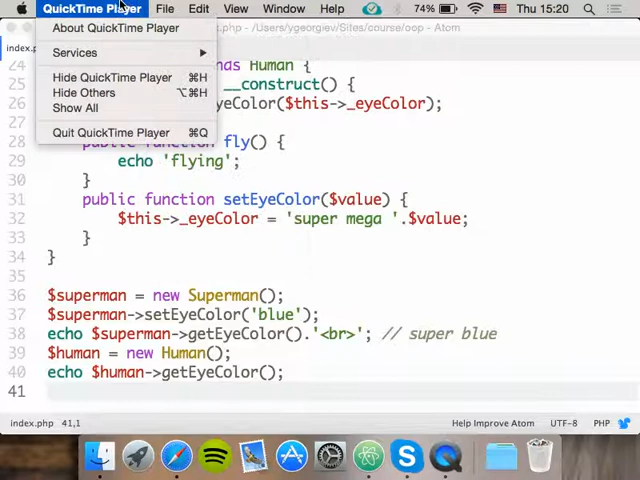 QuickTime Player File Edit View Window Help 74% Thu 15:20
About QuickTime Player
Services
Hide QuickTime Player ⌘H
Hide Others ⌥⌘H
Show All
Quit QuickTime Player ⌘Q
.php — /Users/ygeorgiev/Sites/course/oop - Atom
index.p
24 as Human {
25 __construct() {
26 eColor($this->_eyeColor);
27
28 public function fly() {
29 echo 'flying';
30 }
31 public function setEyeColor($value) {
32 $this->_eyeColor = 'super mega '.$value;
33 }
34 }
35
36 $superman = new Superman();
37 $superman->setEyeColor('blue');
38 echo $superman->getEyeColor().'<br>'; // super blue
39 $human = new Human();
40 echo $human->getEyeColor();
41
index.php 41,1 Help Improve Atom UTF-8 PHP